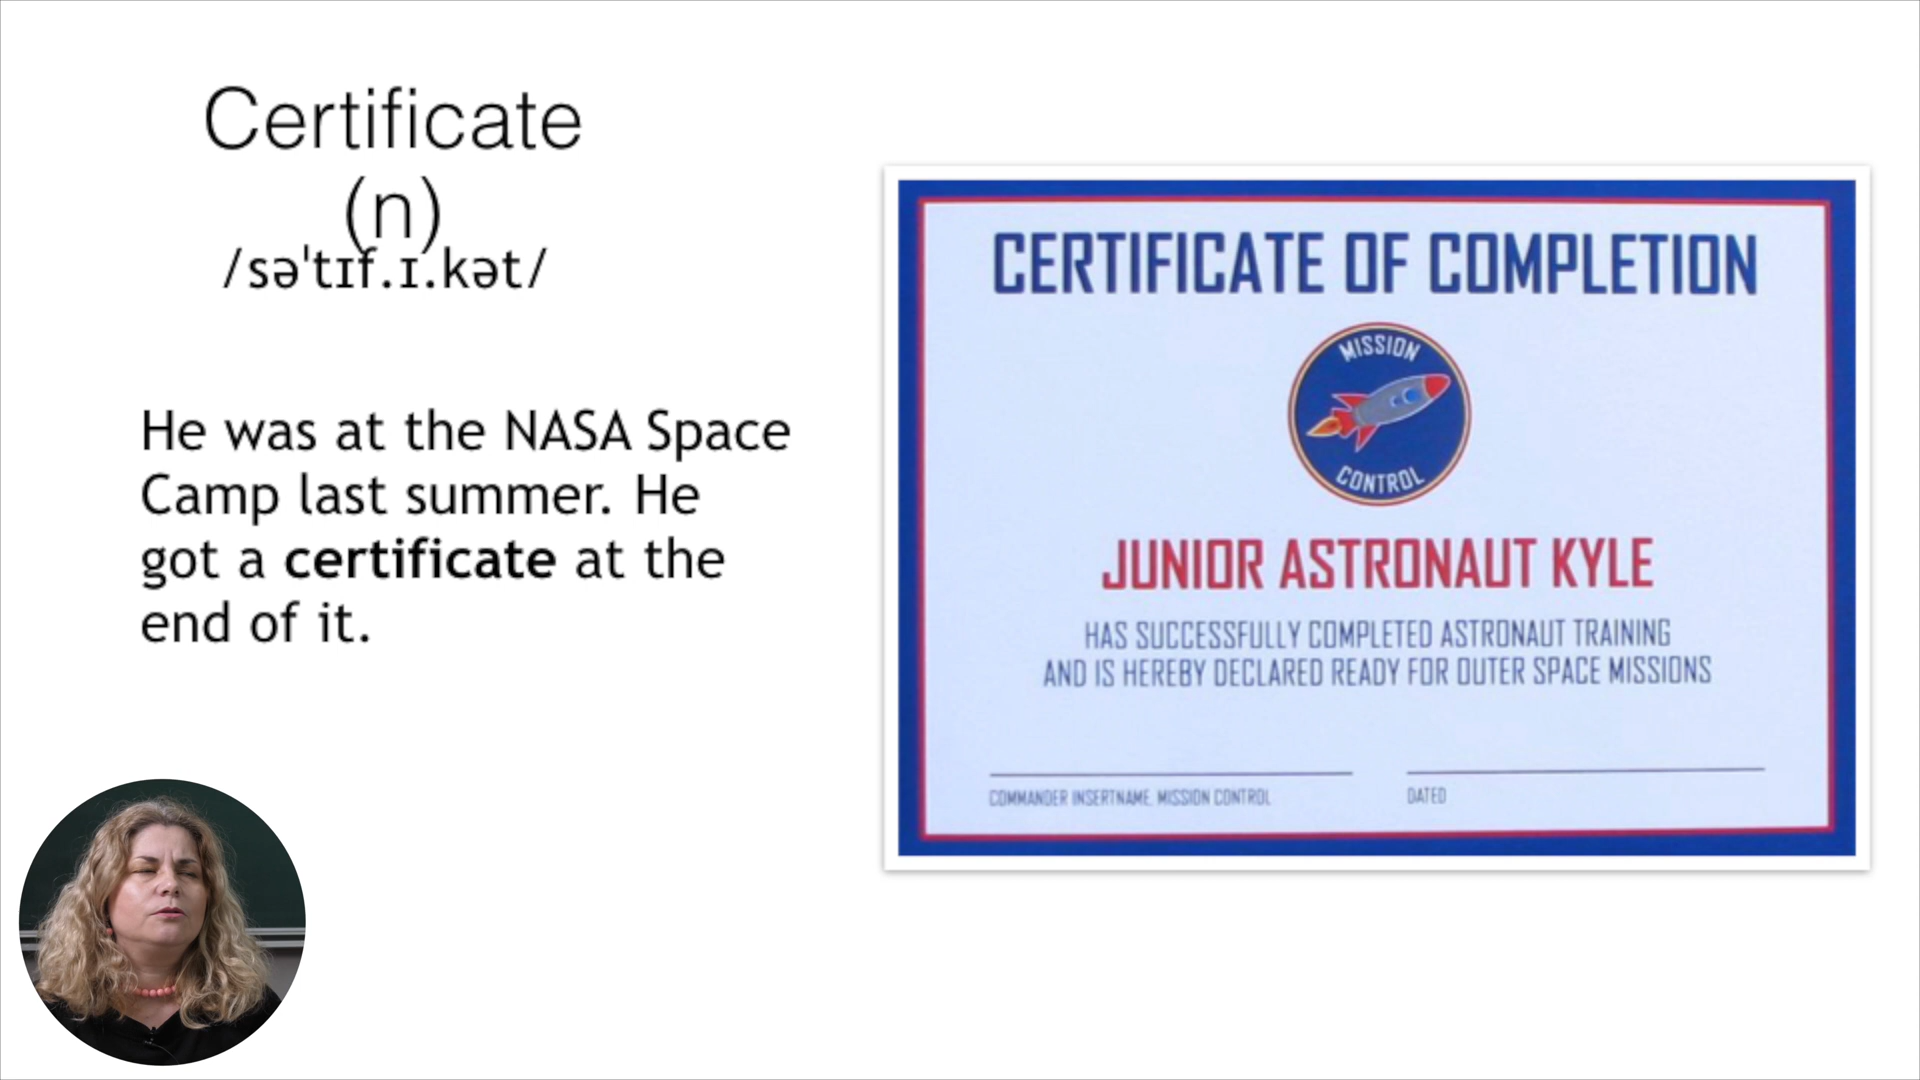 Certificate
(n)
/səˈtɪf.ɪ.kət/
He was at the NASA Space
Camp last summer. He
got a certificate at the
end of it.
CERTIFICATE OF COMPLETION
MISSION
CONTROL
JUNIOR ASTRONAUT KYLE
HAS SUCCESSFULLY COMPLETED ASTRONAUT TRAINING
AND IS HEREBY DECLARED READY FOR OUTER SPACE MISSIONS
COMMANDER INSERTNAME, MISSION CONTROL
DATED